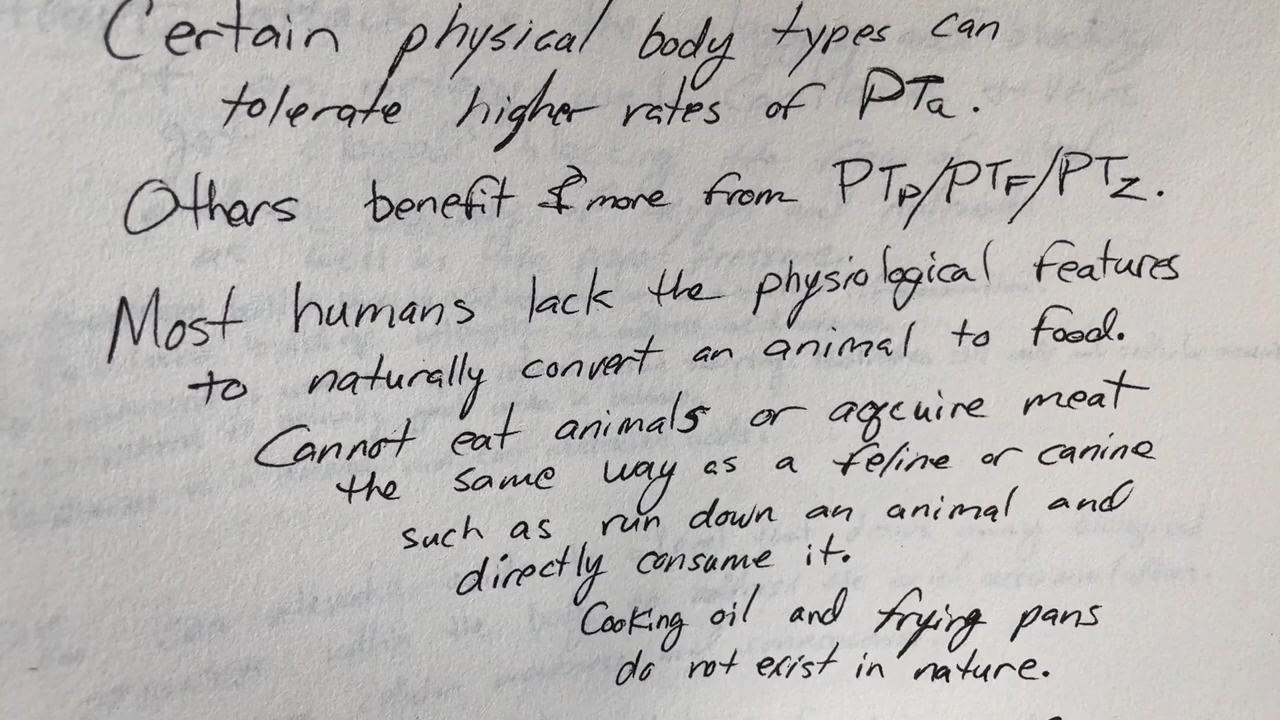 Certain physical body types can
tolerate higher rates of PTa.
Others benefit & more from PTP/PTF/PTZ.
Most humans lack the physiological features
to naturally convert an animal to food.
Cannot eat animals or aqcuire meat
the same way as a feline or canine
such as run down an animal and
directly consume it.
Cooking oil and frying pans
do not exist in nature.